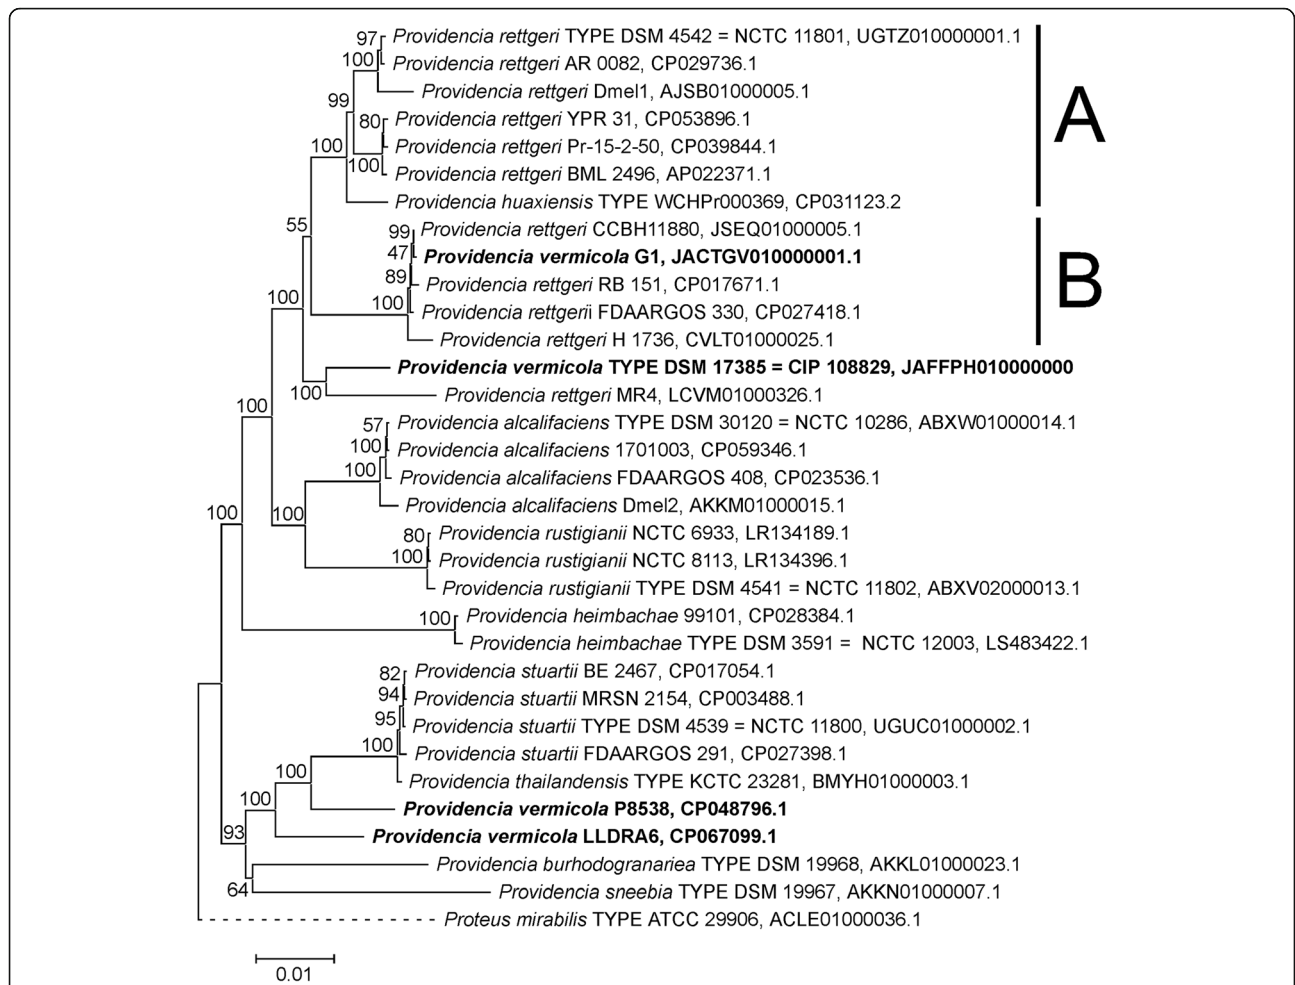 97 Providencia rettgeri TYPE DSM 4542 = NCTC 11801, UGTZ010000001.1
100 Providencia rettgeri AR 0082, CP029736.1
Providencia rettgeri Dmel1, AJSB01000005.1
99
80 Providencia rettgeri YPR 31, CP053896.1
A
100 Providencia rettgeri Pr-15-2-50, CP039844.1
100 Providencia rettgeri BML 2496, AP022371.1
Providencia huaxiensis TYPE WCHPr000369, CP031123.2
55
99 Providencia rettgeri CCBH11880, JSEQ01000005.1
47 Providencia vermicola G1, JACTGV010000001.1
89 Providencia rettgeri RB 151, CP017671.1
B
100 100 Providencia rettgerii FDAARGOS 330, CP027418.1
Providencia rettgeri H 1736, CVLT01000025.1
Providencia vermicola TYPE DSM 17385 = CIP 108829, JAFFPH010000000
100 Providencia rettgeri MR4, LCVM01000326.1
100
57 Providencia alcalifaciens TYPE DSM 30120 = NCTC 10286, ABXW01000014.1
100 Providencia alcalifaciens 1701003, CP059346.1
100 Providencia alcalifaciens FDAARGOS 408, CP023536.1
Providencia alcalifaciens Dmel2, AKKM01000015.1
100 100
80 Providencia rustigianii NCTC 6933, LR134189.1
100 Providencia rustigianii NCTC 8113, LR134396.1
Providencia rustigianii TYPE DSM 4541 = NCTC 11802, ABXV02000013.1
100 Providencia heimbachae 99101, CP028384.1
Providencia heimbachae TYPE DSM 3591 = NCTC 12003, LS483422.1
82 Providencia stuartii BE 2467, CP017054.1
94 Providencia stuartii MRSN 2154, CP003488.1
95 Providencia stuartii TYPE DSM 4539 = NCTC 11800, UGUC01000002.1
100 Providencia stuartii FDAARGOS 291, CP027398.1
100 Providencia thailandensis TYPE KCTC 23281, BMYH01000003.1
100 Providencia vermicola P8538, CP048796.1
93 Providencia vermicola LLDRA6, CP067099.1
Providencia burhodogranariea TYPE DSM 19968, AKKL01000023.1
64 Providencia sneebia TYPE DSM 19967, AKKN01000007.1
Proteus mirabilis TYPE ATCC 29906, ACLE01000036.1
0.01